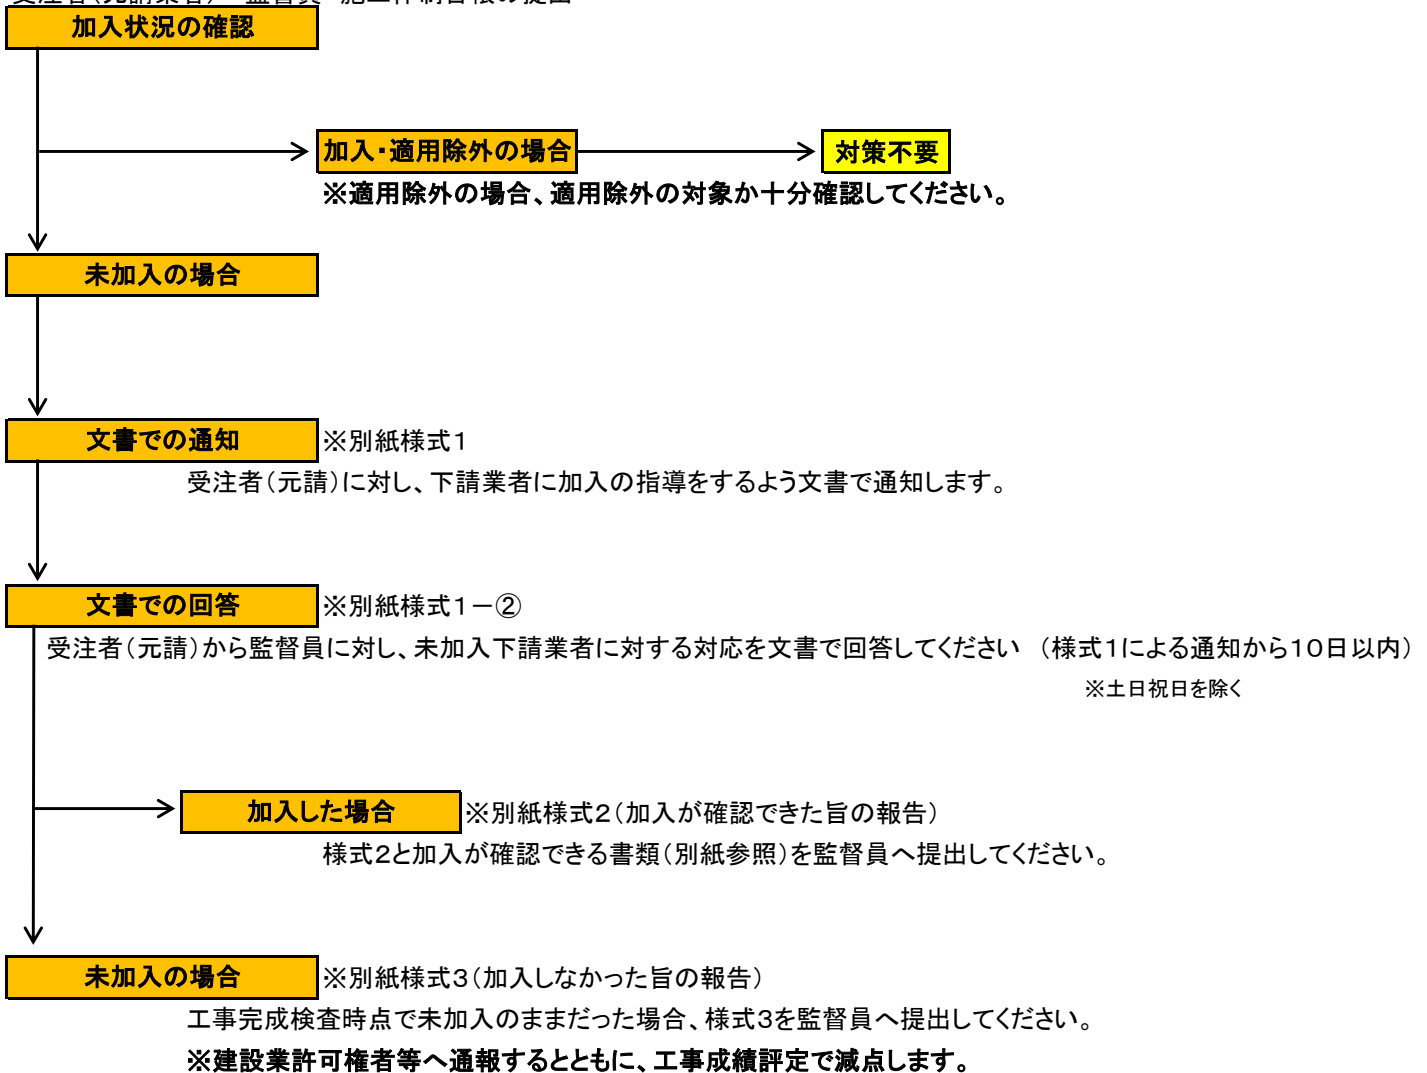 加入状況の確認
加入・適用除外の場合
対策不要
※適用除外の場合、適用除外の対象か十分確認してください。
未加入の場合
文書での通知
※別紙様式1
受注者（元請）に対し、下請業者に加入の指導をするよう文書で通知します。
文書での回答
※別紙様式1－②
受注者（元請）から監督員に対し、未加入下請業者に対する対応を文書で回答してください　（様式1による通知から10日以内）
※土日祝日を除く
加入した場合
※別紙様式2（加入が確認できた旨の報告）
様式2と加入が確認できる書類（別紙参照）を監督員へ提出してください。
未加入の場合
※別紙様式3（加入しなかった旨の報告）
工事完成検査時点で未加入のままだった場合、様式3を監督員へ提出してください。
※建設業許可権者等へ通報するとともに、工事成績評定で減点します。